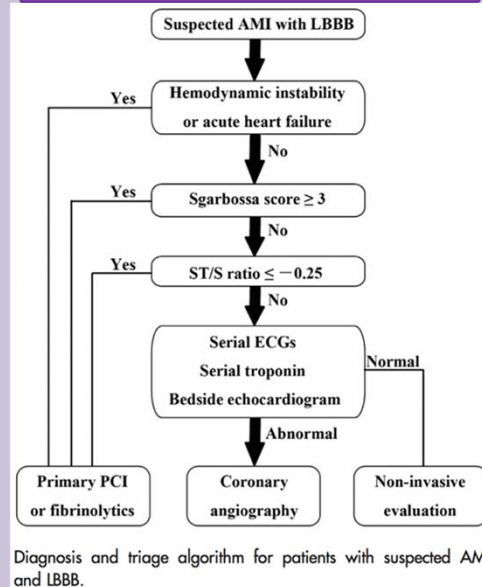 Suspected AMI with LBBB
Yes
Hemodynamic instability
or acute heart failure
No
Yes
Sgarbossa score ≥ 3
No
Yes
ST/S ratio ≤ −0.25
No
Serial ECGs
Serial troponin
Bedside echocardiogram
Normal
Abnormal
Primary PCI
or fibrinolytics
Coronary
angiography
Non-invasive
evaluation
Diagnosis and triage algorithm for patients with suspected AM
and LBBB.